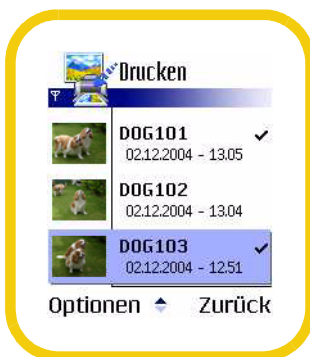 Drucken
DOG101
02.12.2004 - 13.05
DOG102
02.12.2004 - 13.04
DOG103
02.12.2004 - 12.51
Optionen Zurück